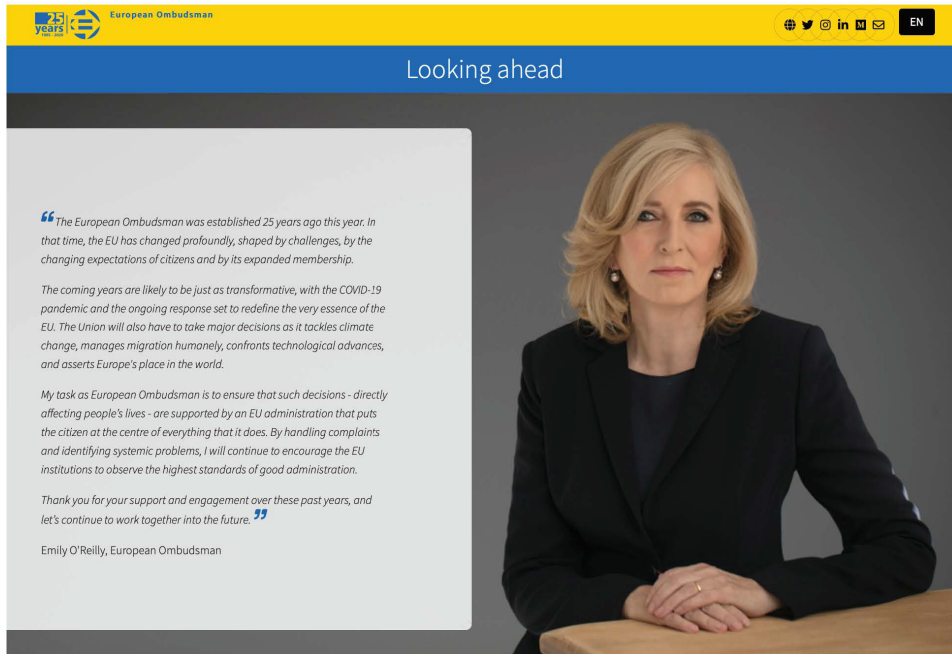 25
years
1995 - 2020
European Ombudsman
EN
Looking ahead
“The European Ombudsman was established 25 years ago this year. In
that time, the EU has changed profoundly, shaped by challenges, by the
changing expectations of citizens and by its expanded membership.
The coming years are likely to be just as transformative, with the COVID-19
pandemic and the ongoing response set to redefine the very essence of the
EU. The Union will also have to take major decisions as it tackles climate
change, manages migration humanely, confronts technological advances,
and asserts Europe's place in the world.
My task as European Ombudsman is to ensure that such decisions - directly
affecting people’s lives - are supported by an EU administration that puts
the citizen at the centre of everything that it does. By handling complaints
and identifying systemic problems, I will continue to encourage the EU
institutions to observe the highest standards of good administration.
Thank you for your support and engagement over these past years, and
let’s continue to work together into the future. ”
Emily O’Reilly, European Ombudsman